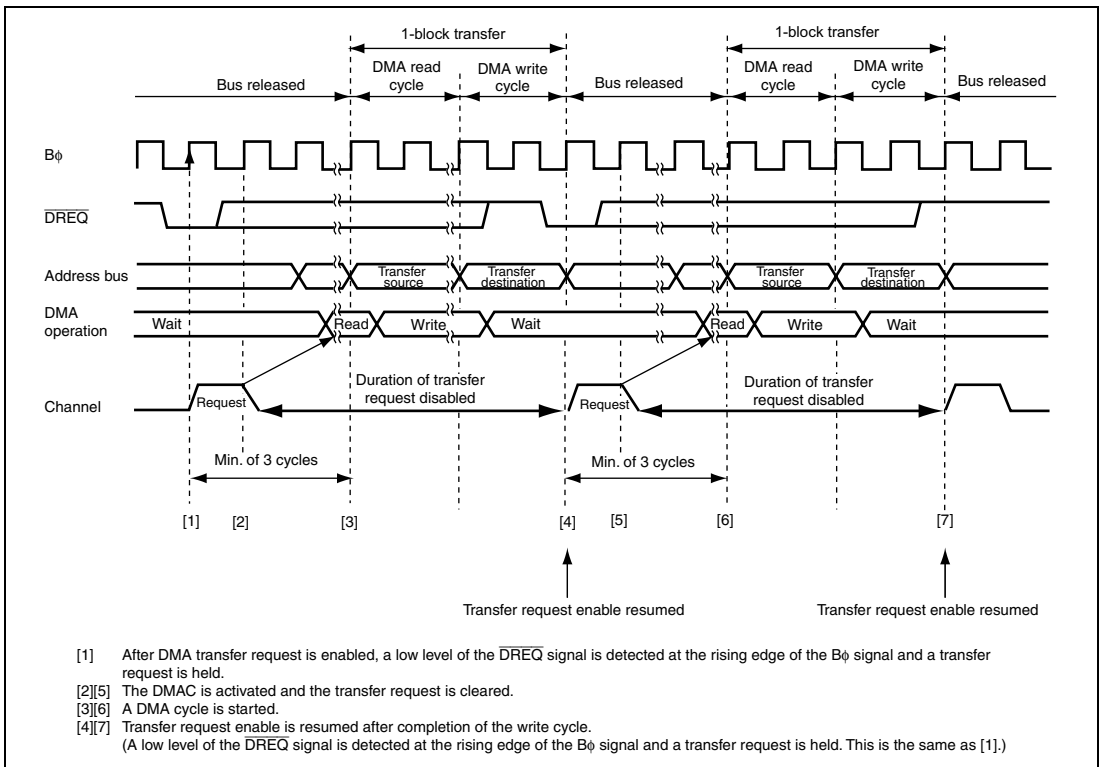 1-block transfer
1-block transfer
Bus released
DMA read
cycle
DMA write
cycle
Bus released
DMA read
cycle
DMA write
cycle
Bus released
Bφ
DREQ
Address bus
Transfer
source
Transfer
destination
Transfer
source
Transfer
destination
DMA
operation
Wait
Read
Write
Wait
Read
Write
Wait
Channel
Request
Duration of transfer
request disabled
Request
Duration of transfer
request disabled
Min. of 3 cycles
Min. of 3 cycles
[1]
[2]
[3]
[4]
[5]
[6]
[7]
Transfer request enable resumed
Transfer request enable resumed
[1] After DMA transfer request is enabled, a low level of the DREQ signal is detected at the rising edge of the Bφ signal and a transfer
request is held.
[2][5] The DMAC is activated and the transfer request is cleared.
[3][6] A DMA cycle is started.
[4][7] Transfer request enable is resumed after completion of the write cycle.
(A low level of the DREQ signal is detected at the rising edge of the Bφ signal and a transfer request is held. This is the same as [1].)